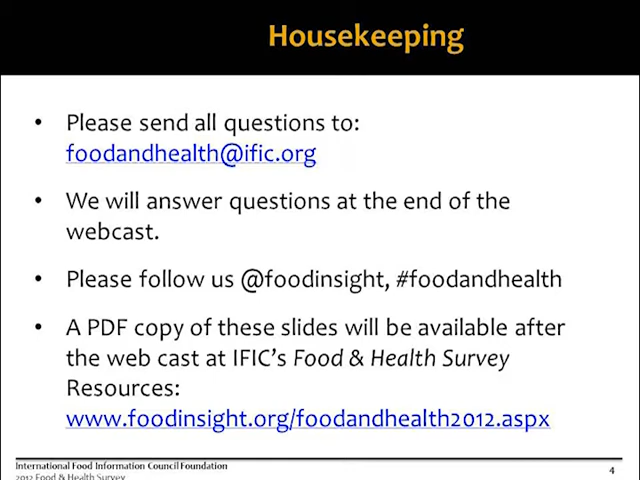 Housekeeping
• Please send all questions to:
foodandhealth@ific.org
• We will answer questions at the end of the
webcast.
• Please follow us @foodinsight, #foodandhealth
• A PDF copy of these slides will be available after
the web cast at IFIC’s Food & Health Survey
Resources:
www.foodinsight.org/foodandhealth2012.aspx
International Food Information Council Foundation
2012 Food & Health Survey
4